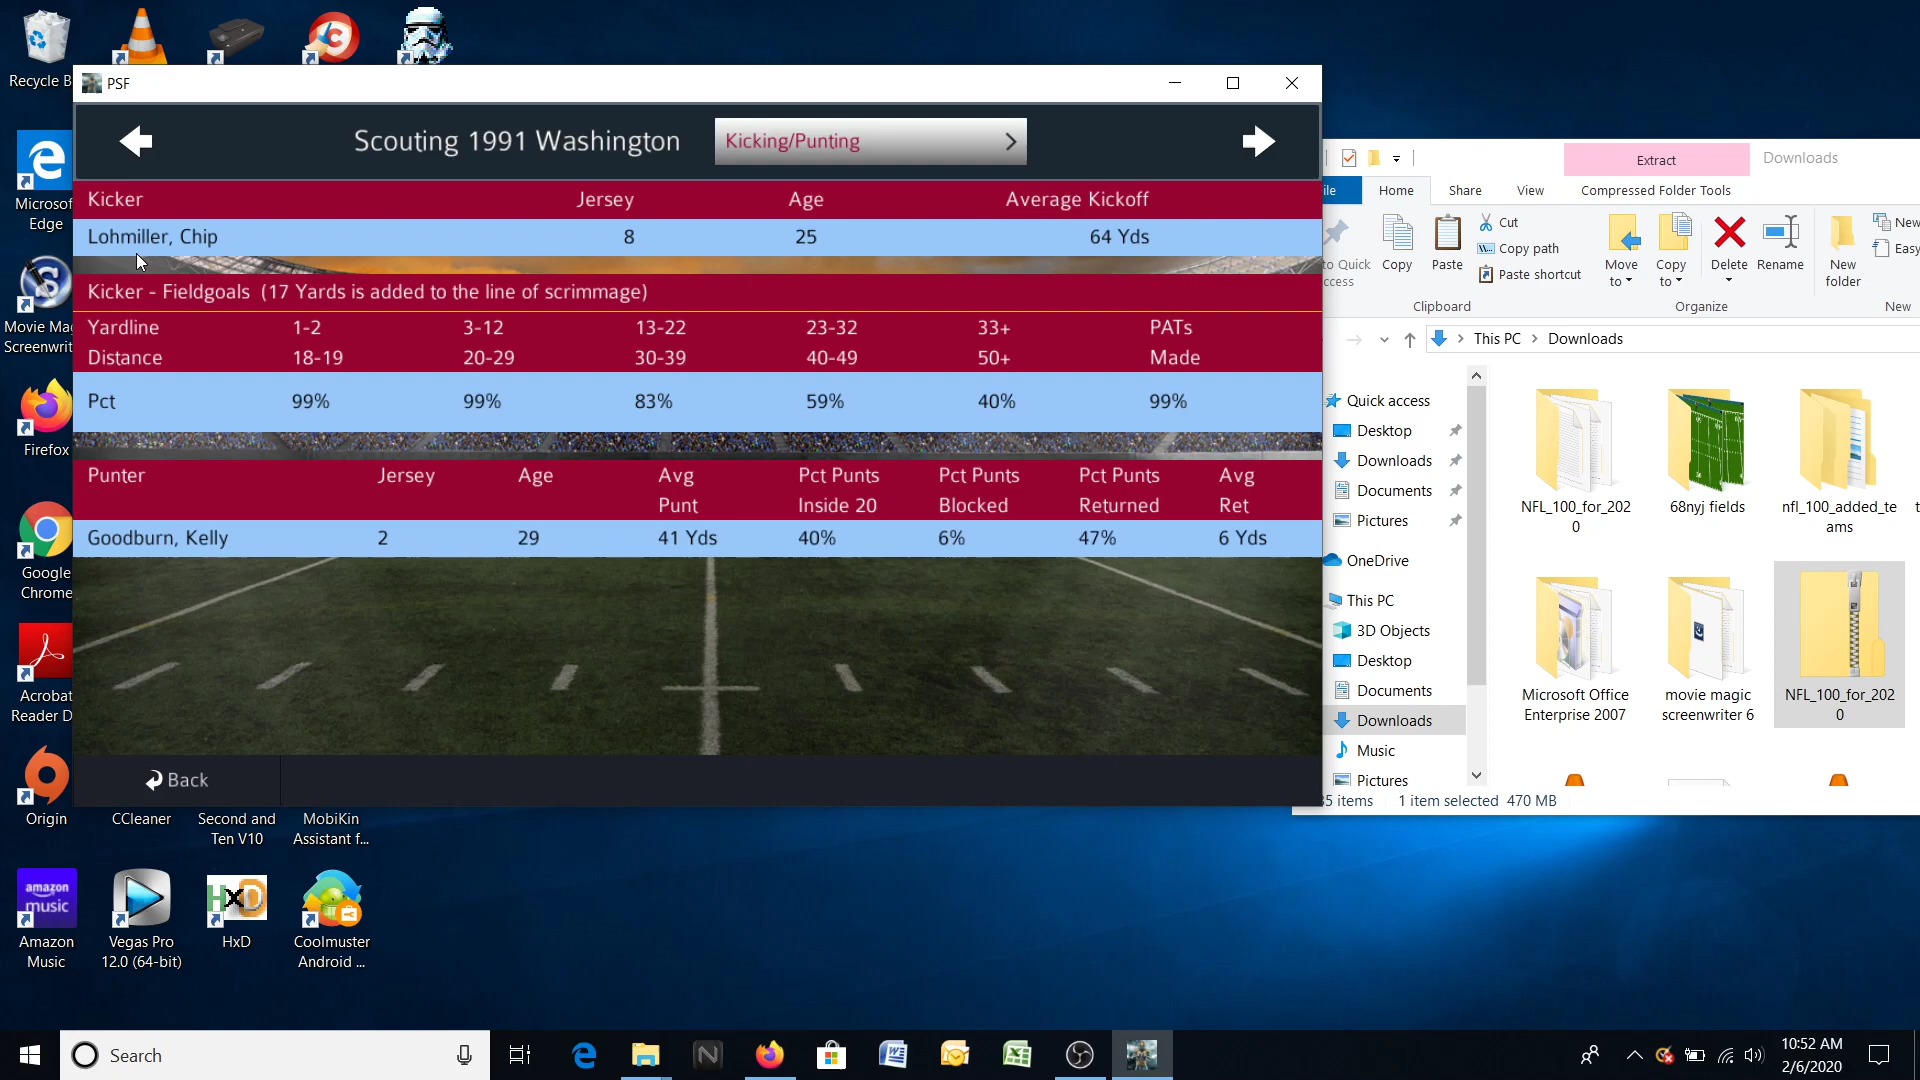 Recycle B
PSF
Scouting 1991 Washington
Kicking/Punting
Kicker Jersey Age Average Kickoff
Lohmiller, Chip 8 25 64 Yds
Kicker - Fieldgoals (17 Yards is added to the line of scrimmage)
Yardline 1-2 3-12 13-22 23-32 33+ PATs
Distance 18-19 20-29 30-39 40-49 50+ Made
Pct 99% 99% 83% 59% 40% 99%
Punter Jersey Age Avg Pct Punts Pct Punts Pct Punts Avg
Punt Inside 20 Blocked Returned Ret
Goodburn, Kelly 2 29 41 Yds 40% 6% 47% 6 Yds
Back
Microsof
Edge
Movie Ma
Screenwrit
Firefox
Google
Chrome
Acrobat
Reader D
Origin
CCleaner
Second and
Ten V10
MobiKin
Assistant f...
amazon
music
Amazon
Music
Vegas Pro
12.0 (64-bit)
HxD
HxD
Coolmuster
Android ...
Extract
Downloads
ile
Home
Share
View
Compressed Folder Tools
to Quick
ccess
Copy
Paste
Cut
Copy path
Paste shortcut
Move
to
Copy
to
Delete
Rename
New
folder
New
Easy
Clipboard
Organize
New
This PC
Downloads
Quick access
Desktop
Downloads
Documents
Pictures
OneDrive
This PC
3D Objects
Desktop
Documents
Downloads
Music
Pictures
NFL_100_for_202
0
68nyj fields
nfl_100_added_te
ams
Microsoft Office
Enterprise 2007
movie magic
screenwriter 6
NFL_100_for_202
0
5 items 1 item selected 470 MB
Search
10:52 AM
2/6/2020